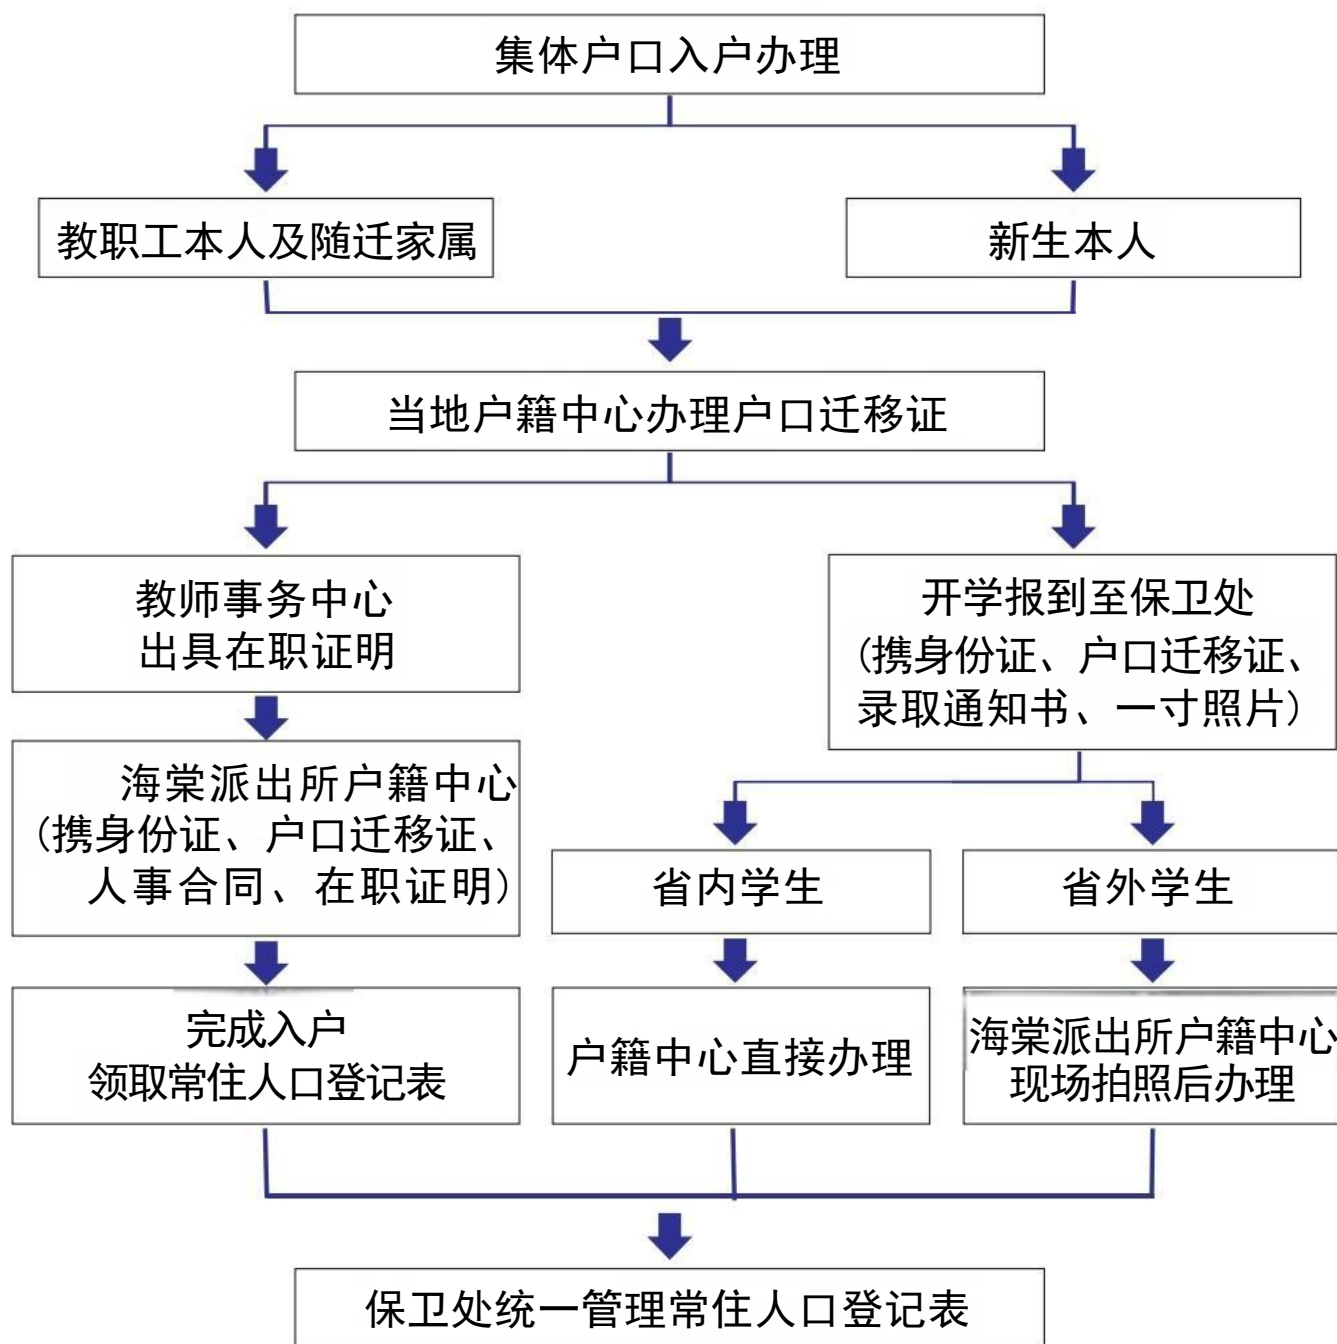 集体户口入户办理
教职工本人及随迁家属
新生本人
当地户籍中心办理户口迁移证
教师事务中心
出具在职证明
开学报到至保卫处
(携身份证、户口迁移证、
录取通知书、一寸照片)
海棠派出所户籍中心
(携身份证、户口迁移证、
人事合同、在职证明)
省内学生
省外学生
完成入户
领取常住人口登记表
户籍中心直接办理
海棠派出所户籍中心
现场拍照后办理
保卫处统一管理常住人口登记表